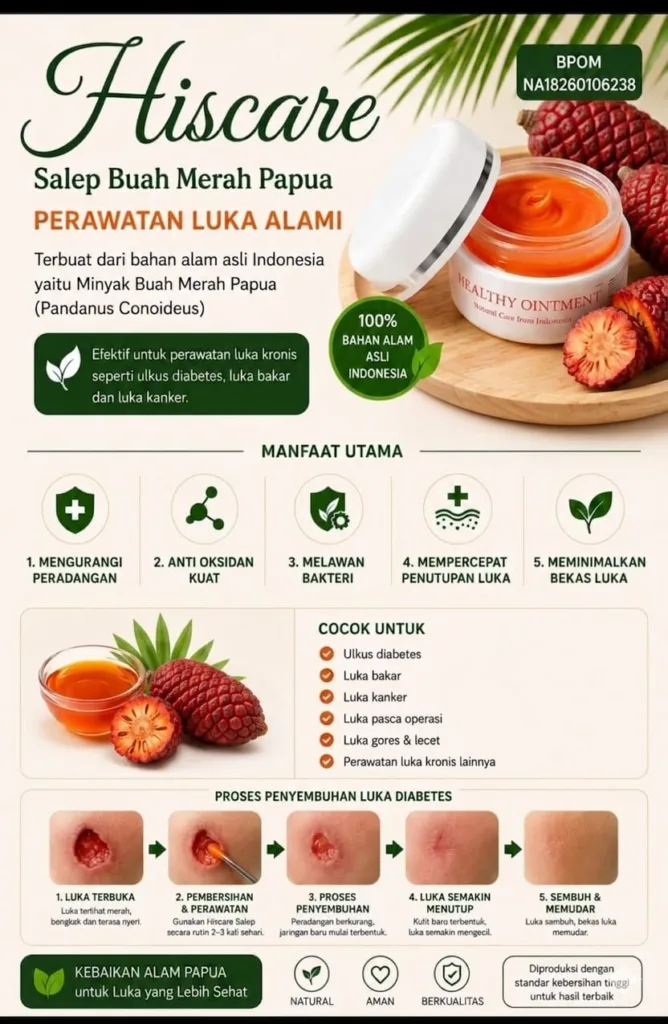 Hiscare
BPOM
NA18260106238
Salep Buah Merah Papua
PERAWATAN LUKA ALAMI
Terbuat dari bahan alam asli Indonesia
yaitu Minyak Buah Merah Papua
(Pandanus Conoideus)
HEALTHY OINTMENT
Natural Care from Indonesia
100%
BAHAN ALAM
ASLI
INDONESIA
Efektif untuk perawatan luka kronis
seperti ulkus diabetes, luka bakar
dan luka kanker.
MANFAAT UTAMA
1. MENGURANGI
PERADANGAN
2. ANTI OKSIDAN
KUAT
3. MELAWAN
BAKTERI
4. MEMPERCEPAT
PENUTUPAN LUKA
5. MEMINIMALKAN
BEKAS LUKA
COCOK UNTUK
Ulkus diabetes
Luka bakar
Luka kanker
Luka pasca operasi
Luka gores & lecet
Perawatan luka kronis lainnya
PROSES PENYEMBUHAN LUKA DIABETES
1. LUKA TERBUKA
Luka terlihat merah,
bengkak dan terasa nyeri.
2. PEMBERSIHAN
& PERAWATAN
Gunakan Hiscare Salep
secara rutin 2–3 kali sehari.
3. PROSES
PENYEMBUHAN
Peradangan berkurang,
jaringan baru mulai terbentuk.
4. LUKA SEMAKIN
MENUTUP
Kulit baru terbentuk,
luka semakin mengecil.
5. SEMBUH &
MEMUDAR
Luka sembuh, bekas luka
memudar.
KEBAIKAN ALAM PAPUA
untuk Luka yang Lebih Sehat
NATURAL
AMAN
BERKUALITAS
Diproduksi dengan
standar kebersihan tinggi
untuk hasil terbaik